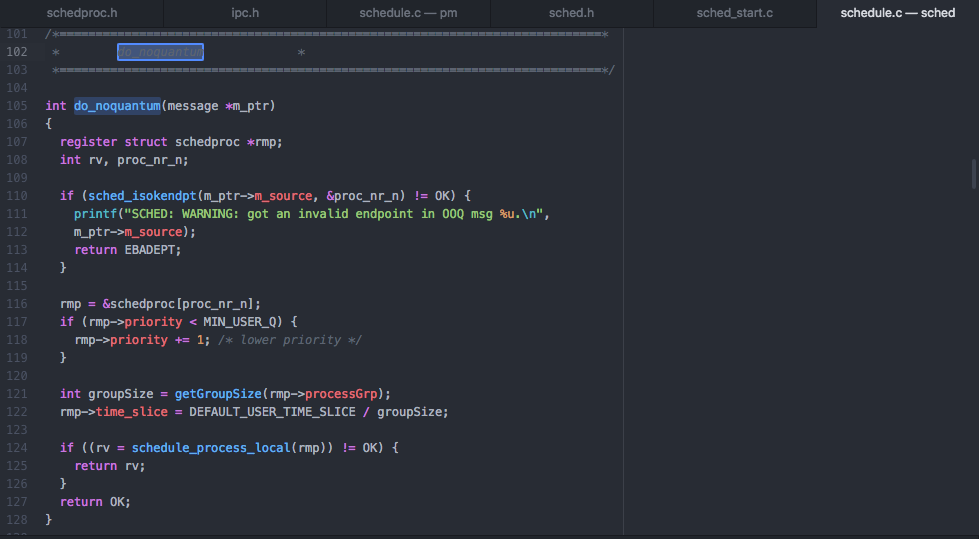 schedproc.h ipc.h schedule.c — pm sched.h sched_start.c schedule.c — sched
101 /*===========================================================================*
102  *        do_noquantum             *
103  *===========================================================================*/
104
105 int do_noquantum(message *m_ptr)
106 {
107   register struct schedproc *rmp;
108   int rv, proc_nr_n;
109
110   if (sched_isokendpt(m_ptr->m_source, &proc_nr_n) != OK) {
111     printf("SCHED: WARNING: got an invalid endpoint in OOQ msg %u.\n",
112     m_ptr->m_source);
113     return EBADEPT;
114   }
115
116   rmp = &schedproc[proc_nr_n];
117   if (rmp->priority < MIN_USER_Q) {
118     rmp->priority += 1; /* lower priority */
119   }
120
121   int groupSize = getGroupSize(rmp->processGrp);
122   rmp->time_slice = DEFAULT_USER_TIME_SLICE / groupSize;
123
124   if ((rv = schedule_process_local(rmp)) != OK) {
125     return rv;
126   }
127   return OK;
128 }